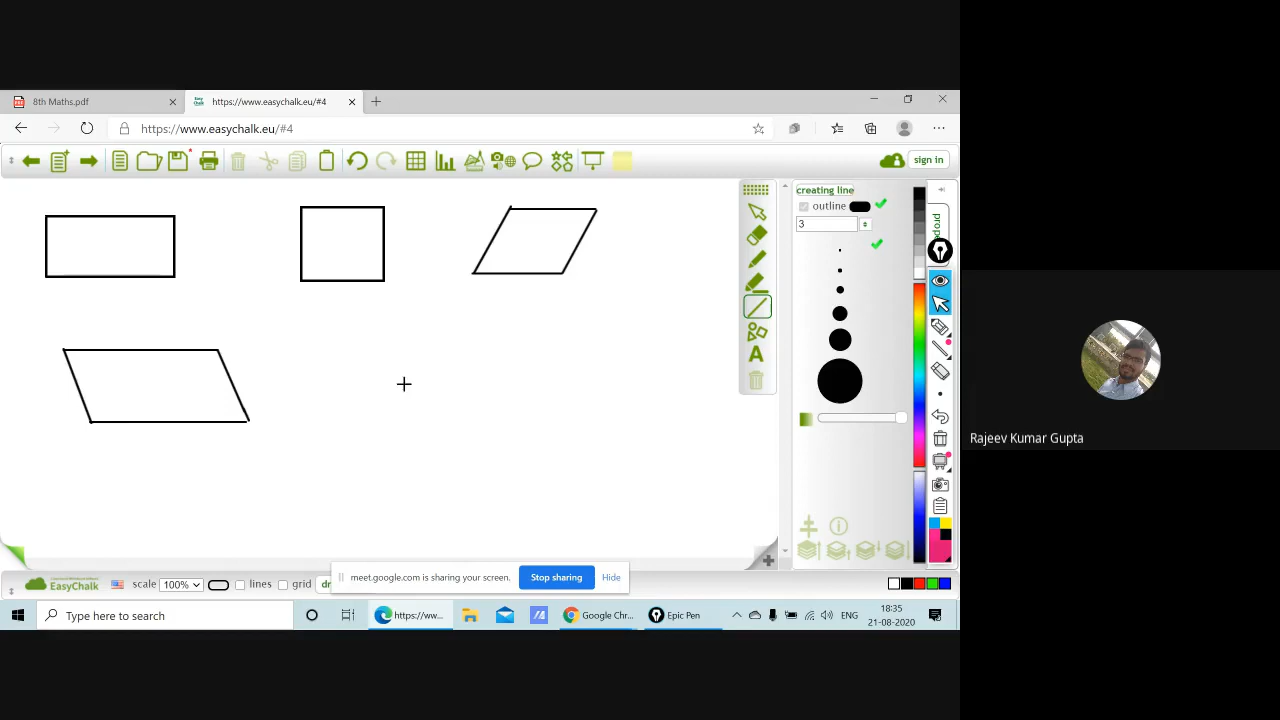 8th Maths.pdf
https://www.easychalk.eu/#4
https://www.easychalk.eu/#4
sign in
creating line
outline
3
prope
A
Rajeev Kumar Gupta
EasyChalk
scale
100%
lines
grid
dr
meet.google.com is sharing your screen.
Stop sharing
Hide
Type here to search
https://ww...
Google Chr...
Epic Pen
ENG
18:35
21-08-2020